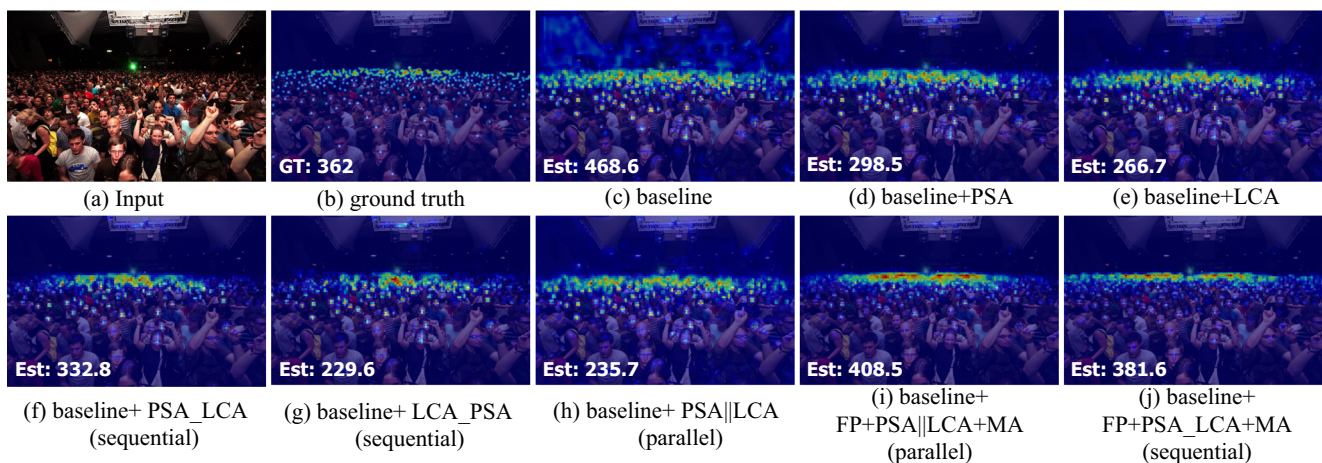 GT: 362
Est: 468.6
Est: 298.5
Est: 266.7
(a) Input
(b) ground truth
(c) baseline
(d) baseline+PSA
(e) baseline+LCA
Est: 332.8
Est: 229.6
Est: 235.7
Est: 408.5
Est: 381.6
(f) baseline+ PSA_LCA
(sequential)
(g) baseline+ LCA_PSA
(sequential)
(h) baseline+ PSA||LCA
(parallel)
(i) baseline+
FP+PSA||LCA+MA
(parallel)
(j) baseline+
FP+PSA_LCA+MA
(sequential)